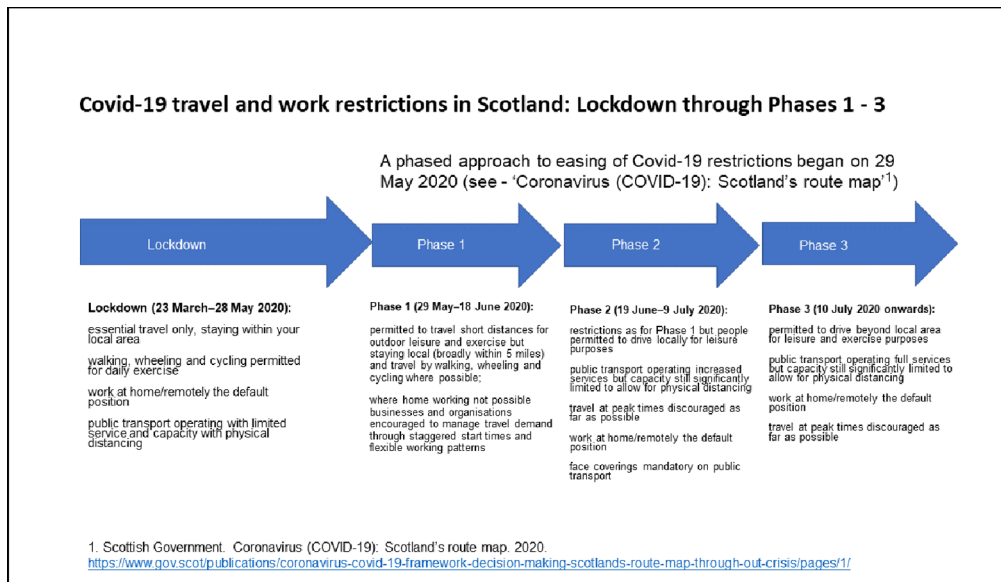 Covid-19 travel and work restrictions in Scotland: Lockdown through Phases 1 - 3
A phased approach to easing of Covid-19 restrictions began on 29
May 2020 (see - ‘Coronavirus (COVID-19): Scotland’s route map’1)
Lockdown
Phase 1
Phase 2
Phase 3
Lockdown (23 March–28 May 2020):
essential travel only, staying within your
local area
walking, wheeling and cycling permitted
for daily exercise
work at home/remotely the default
position
public transport operating with limited
service and capacity with physical
distancing
Phase 1 (29 May–18 June 2020):
permitted to travel short distances for
outdoor leisure and exercise but
staying local (broadly within 5 miles)
and travel by walking, wheeling and
cycling where possible;
where home working not possible
businesses and organisations
encouraged to manage travel demand
through staggered start times and
flexible working patterns
Phase 2 (19 June–9 July 2020):
restrictions as for Phase 1 but people
permitted to drive locally for leisure
purposes
public transport operating increased
services but capacity still significantly
limited to allow for physical distancing
travel at peak times discouraged as
far as possible
work at home/remotely the default
position
face coverings mandatory on public
transport
Phase 3 (10 July 2020 onwards):
permitted to drive beyond local area
for leisure and exercise purposes
public transport operating full services
but capacity still significantly limited to
allow for physical distancing
work at home/remotely the default
position
travel at peak times discouraged as
far as possible
1. Scottish Government. Coronavirus (COVID-19): Scotland’s route map. 2020.
https://www.gov.scot/publications/coronavirus-covid-19-framework-decision-making-scotlands-route-map-through-out-crisis/pages/1/